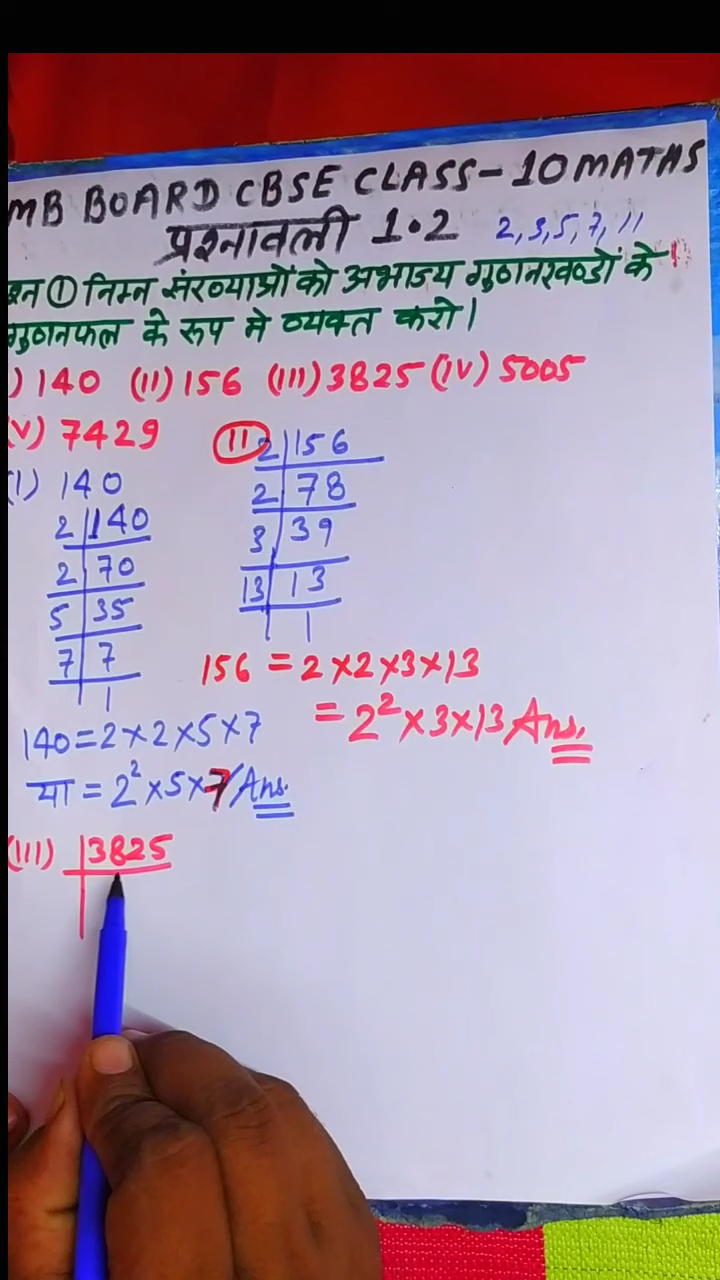 MB BOARD CBSE CLASS-10 MATHS
प्रश्नावली 1.2 2,3,5,7,11
श्न ① निम्न संख्याओं को अभाज्य गुणनखण्डों के
गुणनफल के रूप मे व्यक्त करो।
) 140 (II) 156 (III) 3825 (IV) 5005
(V) 7429
(I) 140
2 | 140
2 | 70
5 | 35
7 | 7
| 1
140 = 2×2×5×7
या = 2²×5×7 Ans.
(II) 2 | 156
2 | 78
3 | 39
13 | 13
| 1
156 = 2×2×3×13
= 2²×3×13 Ans.
(III) | 3825